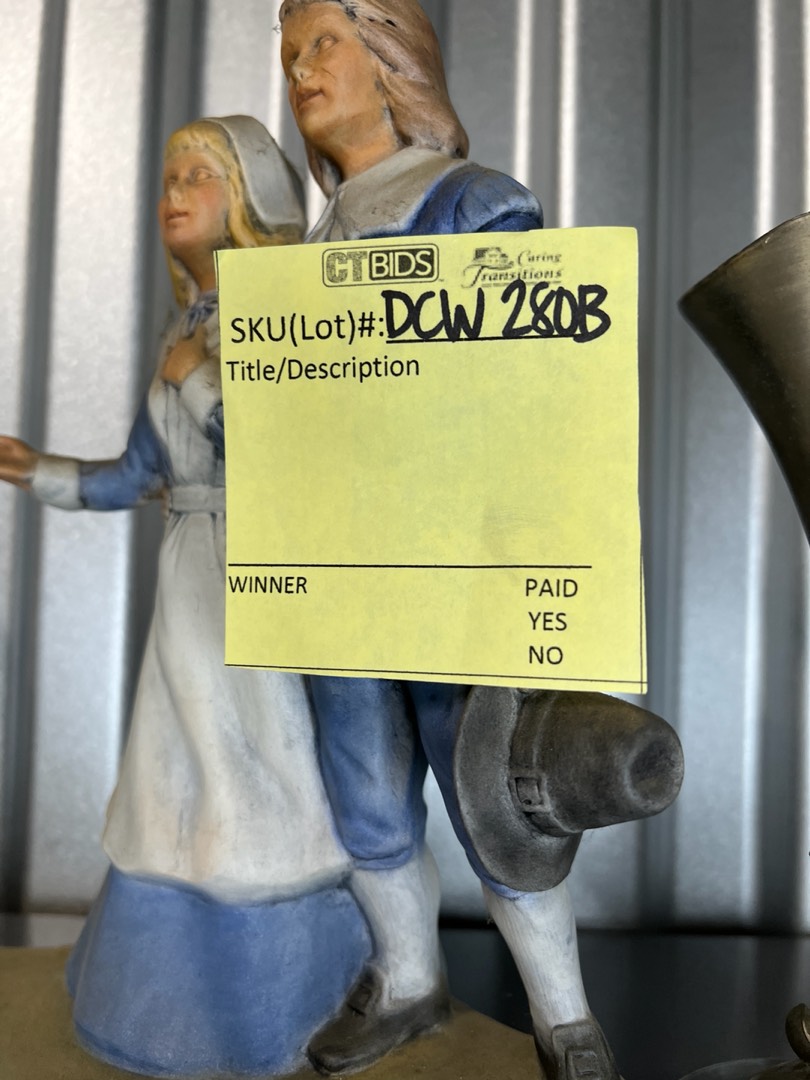 CTBIDS Caring Transitions
SKU(Lot)#: DCW 280B
Title/Description
WINNER PAID
YES
NO